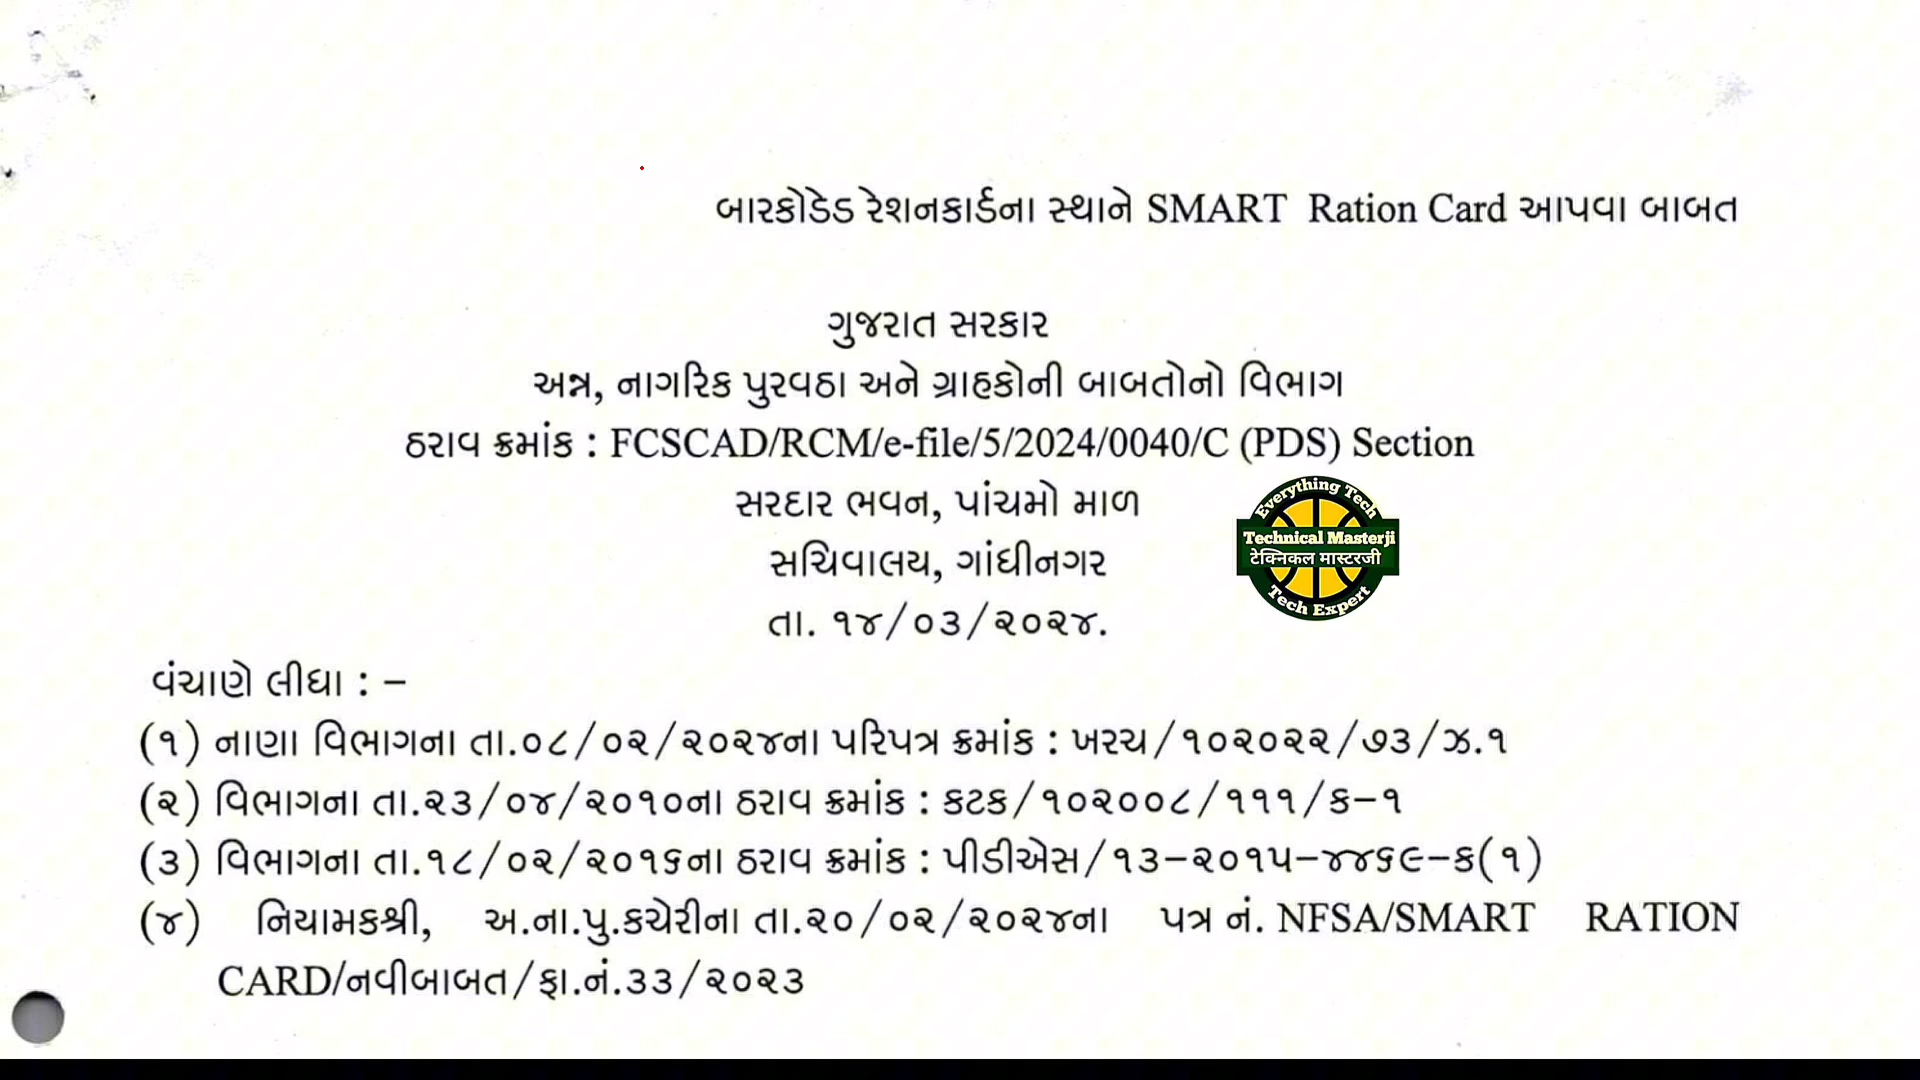 બારકોડેડ રેશનકાર્ડના સ્થાને SMART Ration Card આપવા બાબત
ગુજરાત સરકાર
અન્ન, નાગરિક પુરવઠા અને ગ્રાહકોની બાબતોનો વિભાગ
ઠરાવ ક્રમાંક : FCSCAD/RCM/e-file/5/2024/0040/C (PDS) Section
સરદાર ભવન, પાંચમો માળ
સચિવાલય, ગાંધીનગર
તા. ૧૪/૦૩/૨૦૨૪.
Everything Tech
Technical Masterji
टेक्निकल मास्टरजी
Tech Expert
વંચાણે લીધા : –
(૧) નાણા વિભાગના તા.૦૮/૦૨/૨૦૨૪ના પરિપત્ર ક્રમાંક : ખરચ/૧૦૨૦૨૨/૭૩/ઝ.૧
(૨) વિભાગના તા.૨૩/૦૪/૨૦૧૦ના ઠરાવ ક્રમાંક : કટક/૧૦૨૦૦૮/૧૧૧/ક–૧
(૩) વિભાગના તા.૧૮/૦૨/૨૦૧૬ના ઠરાવ ક્રમાંક : પીડીએસ/૧૩–૨૦૧૫–૪૪૬૯–ક(૧)
(૪) નિયામકશ્રી, અ.ના.પુ.કચેરીના તા.૨૦/૦૨/૨૦૨૪ના પત્ર નં. NFSA/SMART RATION
CARD/નવીબાબત/ફા.નં.૩૩/૨૦૨૩